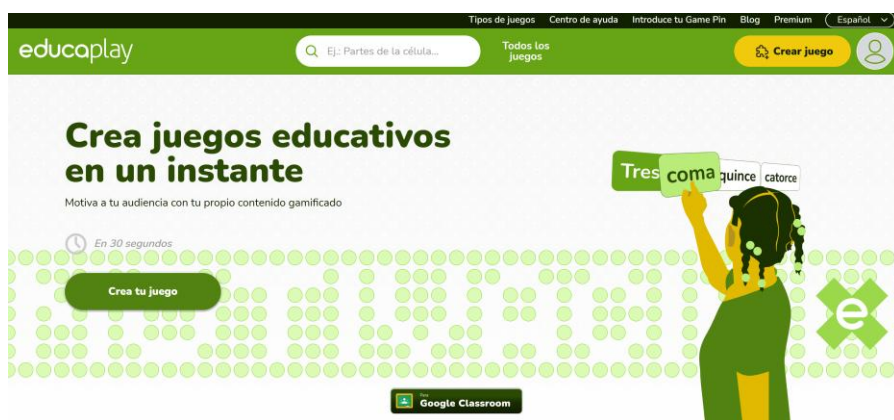 Tipos de juegos Centro de ayuda Introduce tu Game Pin Blog Premium Español
educaplay
Ej.: Partes de la célula...
Todos los
juegos
Crear juego
Crea juegos educativos
en un instante
Motiva a tu audiencia con tu propio contenido gamificado
En 30 segundos
Crea tu juego
Tres coma quince catorce
e
Google Classroom